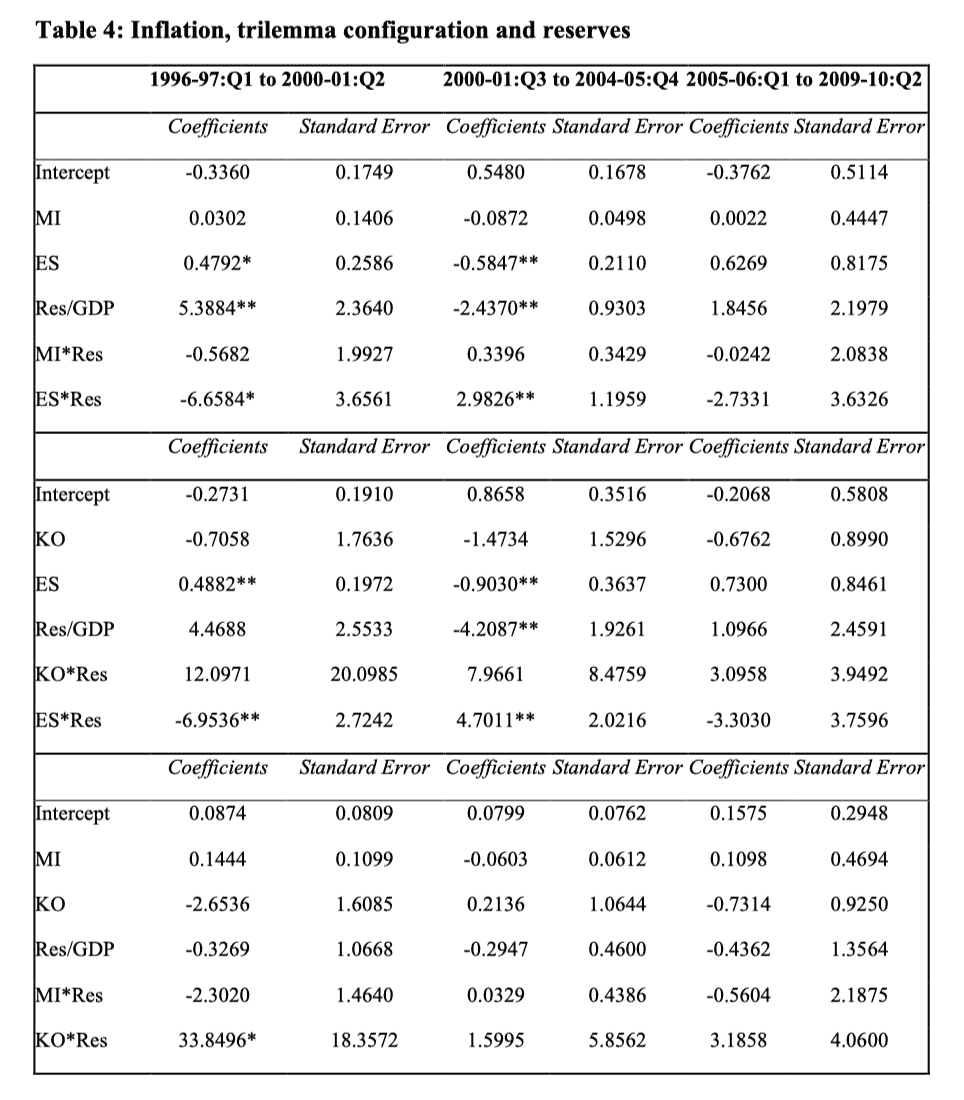 Table 4: Inflation, trilemma configuration and reserves
1996-97:Q1 to 2000-01:Q2 2000-01:Q3 to 2004-05:Q4 2005-06:Q1 to 2009-10:Q2
Coefficients Standard Error Coefficients Standard Error Coefficients Standard Error
Intercept -0.3360 0.1749 0.5480 0.1678 -0.3762 0.5114
MI 0.0302 0.1406 -0.0872 0.0498 0.0022 0.4447
ES 0.4792* 0.2586 -0.5847** 0.2110 0.6269 0.8175
Res/GDP 5.3884** 2.3640 -2.4370** 0.9303 1.8456 2.1979
MI*Res -0.5682 1.9927 0.3396 0.3429 -0.0242 2.0838
ES*Res -6.6584* 3.6561 2.9826** 1.1959 -2.7331 3.6326
Coefficients Standard Error Coefficients Standard Error Coefficients Standard Error
Intercept -0.2731 0.1910 0.8658 0.3516 -0.2068 0.5808
KO -0.7058 1.7636 -1.4734 1.5296 -0.6762 0.8990
ES 0.4882** 0.1972 -0.9030** 0.3637 0.7300 0.8461
Res/GDP 4.4688 2.5533 -4.2087** 1.9261 1.0966 2.4591
KO*Res 12.0971 20.0985 7.9661 8.4759 3.0958 3.9492
ES*Res -6.9536** 2.7242 4.7011** 2.0216 -3.3030 3.7596
Coefficients Standard Error Coefficients Standard Error Coefficients Standard Error
Intercept 0.0874 0.0809 0.0799 0.0762 0.1575 0.2948
MI 0.1444 0.1099 -0.0603 0.0612 0.1098 0.4694
KO -2.6536 1.6085 0.2136 1.0644 -0.7314 0.9250
Res/GDP -0.3269 1.0668 -0.2947 0.4600 -0.4362 1.3564
MI*Res -2.3020 1.4640 0.0329 0.4386 -0.5604 2.1875
KO*Res 33.8496* 18.3572 1.5995 5.8562 3.1858 4.0600